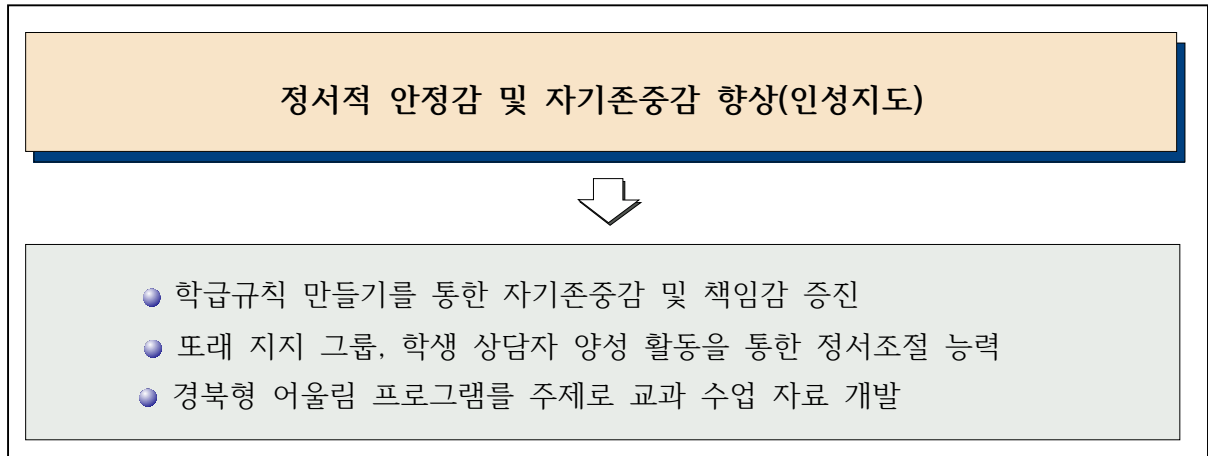 정서적 안정감 및 자기존중감 향상(인성지도)
학급규칙 만들기를 통한 자기존중감 및 책임감 증진
또래 지지 그룹, 학생 상담자 양성 활동을 통한 정서조절 능력
경북형 어울림 프로그램를 주제로 교과 수업 자료 개발